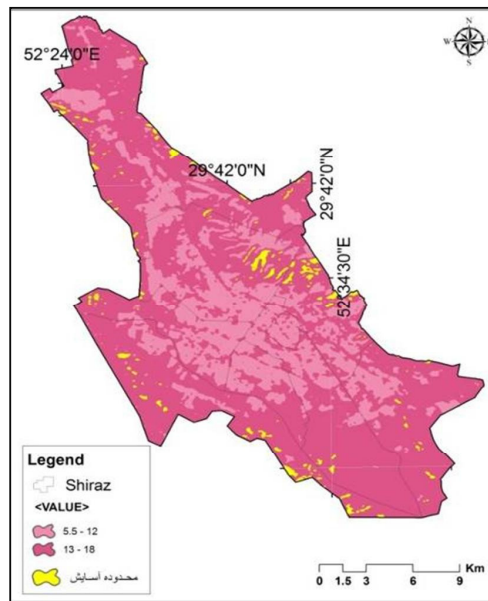 N
W E
S
52°24'0"E
29°42'0"N
29°42'0"N
52°34'30"E
Legend
Shiraz
<VALUE>
5.5 - 12
13 - 18
محدوده آسایش
Km
0 1.5 3 6 9